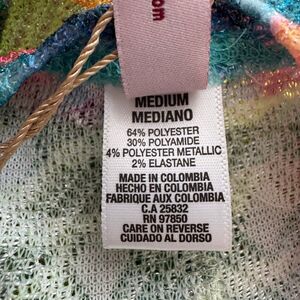 om
MEDIUM
MEDIANO
64% POLYESTER
30% POLYAMIDE
4% POLYESTER METALLIC
2% ELASTANE
MADE IN COLOMBIA
HECHO EN COLOMBIA
FABRIQUE AUX COLOMBIA
C.A 25832
RN 97850
CARE ON REVERSE
CUIDADO AL DORSO